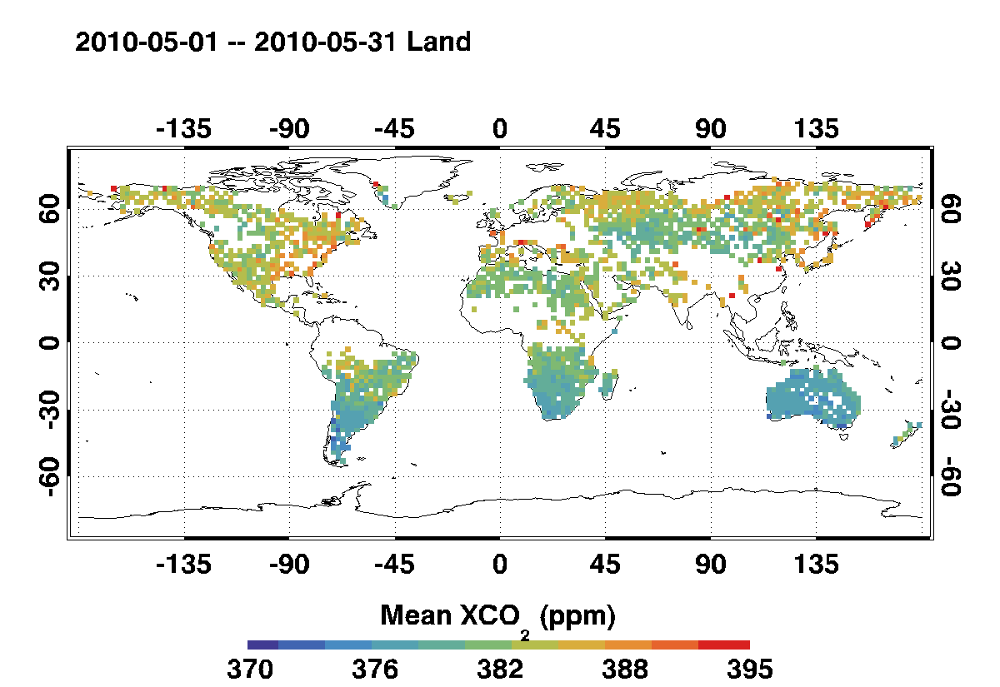 2010-05-01 -- 2010-05-31 Land
-135 -90 -45 0 45 90 135
60 60
30 30
0 0
-30 -30
-60 -60
-135 -90 -45 0 45 90 135
Mean XCO2 (ppm)
370 376 382 388 395